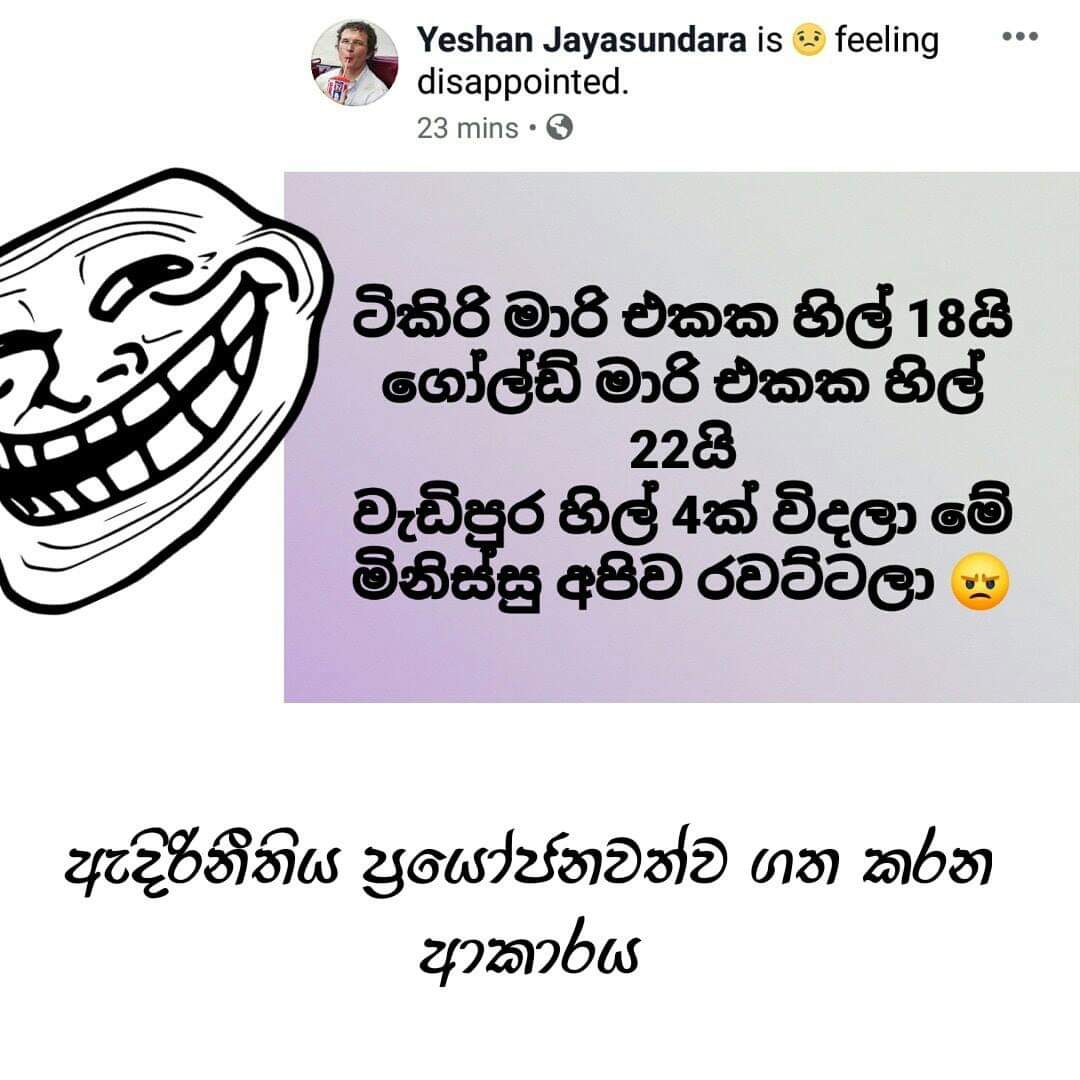 Yeshan Jayasundara is 😟 feeling
disappointed.
23 mins •
ටිකිරි මාරි එකක හිල් 18යි
ගෝල්ඩ් මාරි එකක හිල්
22යි
වැඩිපුර හිල් 4ක් විදලා මේ
මිනිස්සු අපිව රවට්ටලා 😠
ඇදිරිනීතිය ප්‍රයෝජනවත්ව ගත කරන
ආකාරය